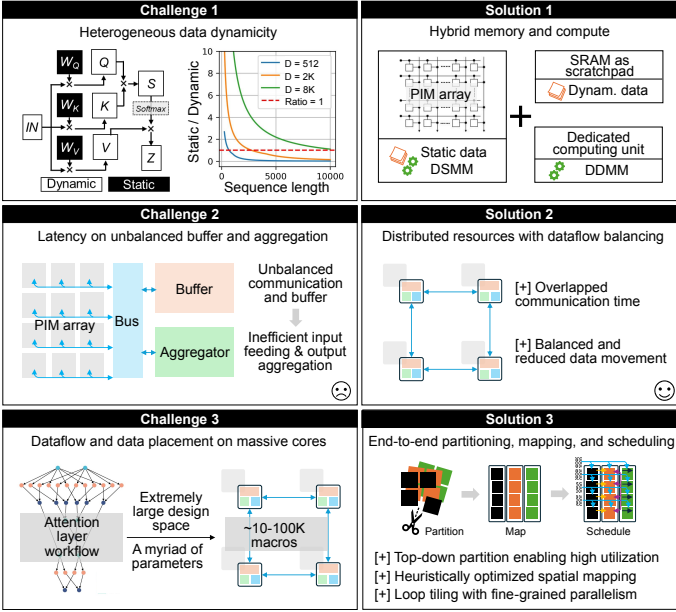 Challenge 1
Heterogeneous data dynamicity
W_Q
Q
W_K
K
S
Softmax
IN
W_V
V
Z
Dynamic
Static
Static / Dynamic
10
8
6
4
2
0
D = 512
D = 2K
D = 8K
Ratio = 1
0
5000
10000
Sequence length
Solution 1
Hybrid memory and compute
PIM array
Static data
DSMM
+
SRAM as
scratchpad
Dynam. data
Dedicated
computing unit
DDMM
Challenge 2
Latency on unbalanced buffer and aggregation
PIM array
Bus
Buffer
Aggregator
Unbalanced
communication
and buffer
Inefficient input
feeding & output
aggregation
Solution 2
Distributed resources with dataflow balancing
[+] Overlapped
communication time
[+] Balanced and
reduced data movement
Challenge 3
Dataflow and data placement on massive cores
Attention
layer
workflow
Extremely
large design
space
A myriad of
parameters
~10-100K
macros
Solution 3
End-to-end partitioning, mapping, and scheduling
Partition
Map
Schedule
[+] Top-down partition enabling high utilization
[+] Heuristically optimized spatial mapping
[+] Loop tiling with fine-grained parallelism